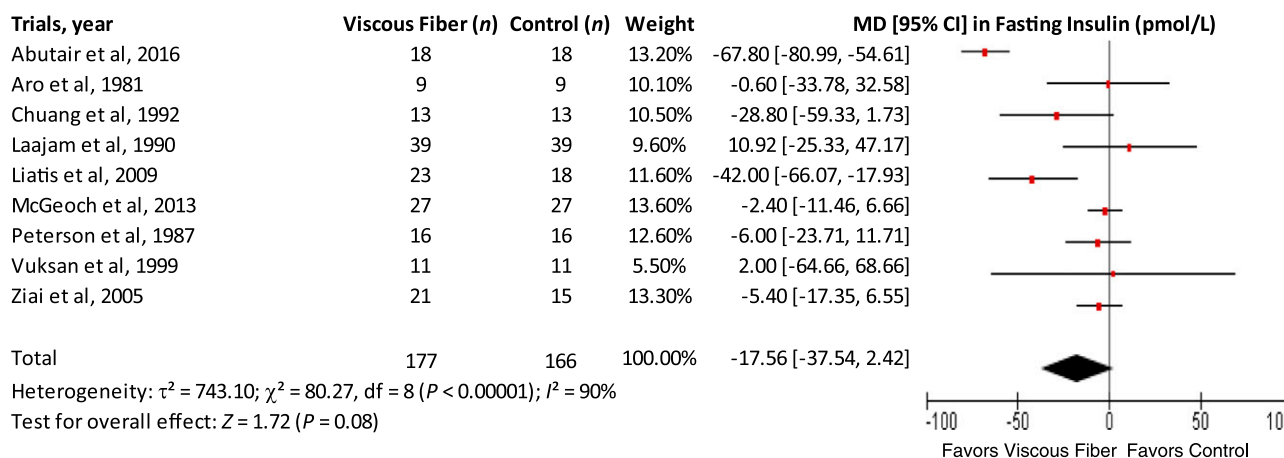 Trials, year Viscous Fiber (n) Control (n) Weight MD [95% CI] in Fasting Insulin (pmol/L)
Abutair et al, 2016 18 18 13.20% -67.80 [-80.99, -54.61]
Aro et al, 1981 9 9 10.10% -0.60 [-33.78, 32.58]
Chuang et al, 1992 13 13 10.50% -28.80 [-59.33, 1.73]
Laajam et al, 1990 39 39 9.60% 10.92 [-25.33, 47.17]
Liatis et al, 2009 23 18 11.60% -42.00 [-66.07, -17.93]
McGeoch et al, 2013 27 27 13.60% -2.40 [-11.46, 6.66]
Peterson et al, 1987 16 16 12.60% -6.00 [-23.71, 11.71]
Vuksan et al, 1999 11 11 5.50% 2.00 [-64.66, 68.66]
Ziai et al, 2005 21 15 13.30% -5.40 [-17.35, 6.55]
Total 177 166 100.00% -17.56 [-37.54, 2.42]
Heterogeneity: τ² = 743.10; χ² = 80.27, df = 8 (P < 0.00001); I² = 90%
Test for overall effect: Z = 1.72 (P = 0.08)
-100 -50 0 50 10
Favors Viscous Fiber Favors Control